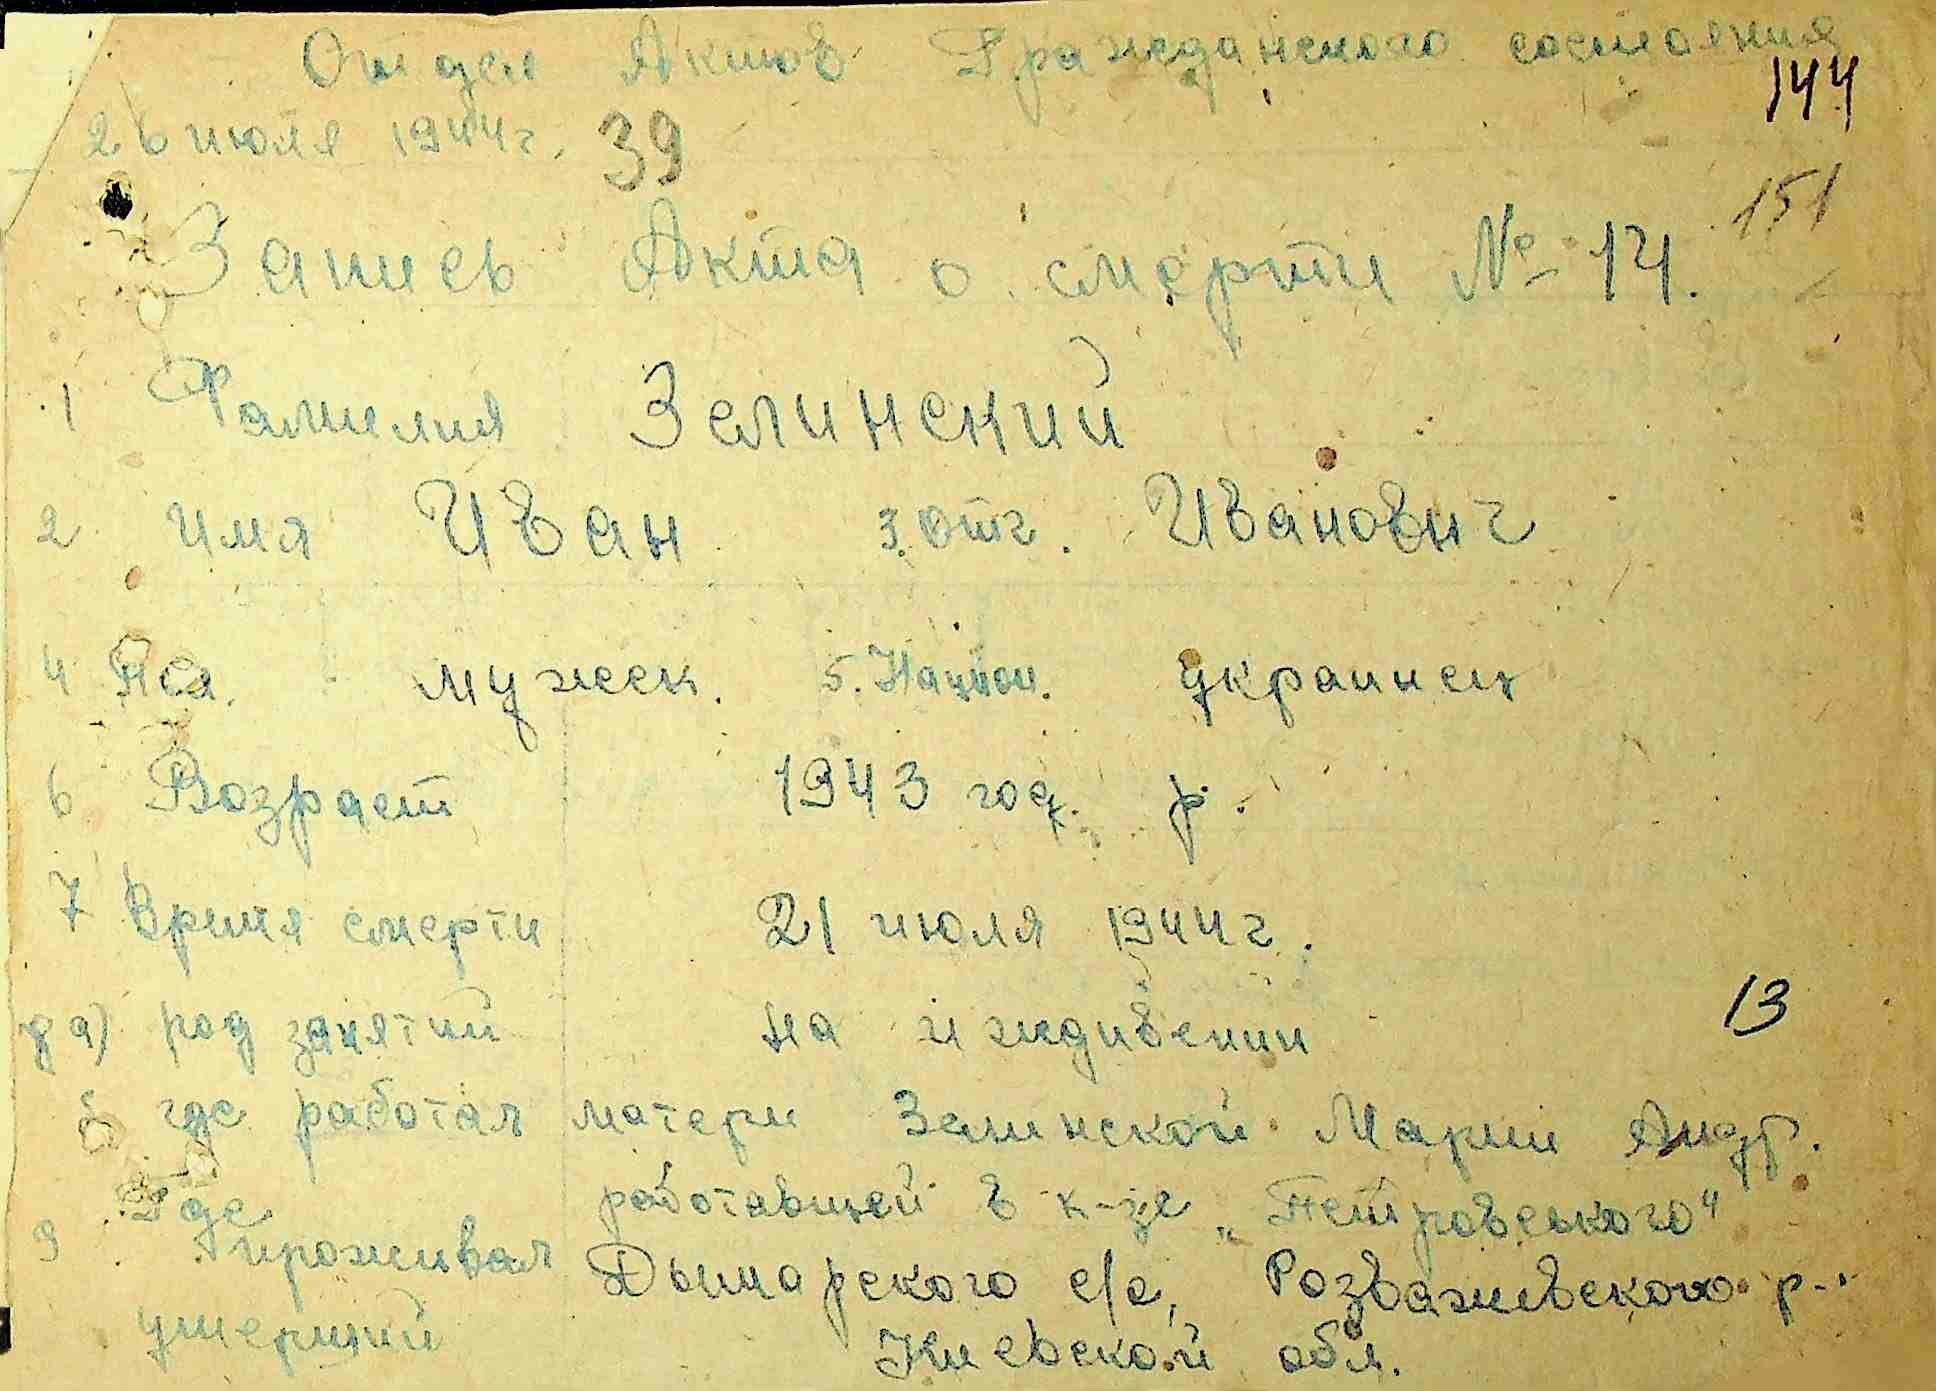 Отдел Актов Гражданского состояния
144
26 июля 1944г. 39
151
Запись Акта о смерти № 14.
1 Фамилия Зелинский
2 имя Иван 3. Отч. Иванович
4 Пол мужск. 5. Национ. украинец
6 Возраст 1943 год. р.
7 Время смерти 21 июля 1944г.
8 а) род занятий на иждивении
13
б где работал матери Зелинской Марии Андр.
работавшей в к-зе „Петровського"
9 Где проживал умерший Дымарского с/с, Розважевского р-.
Киевской обл.